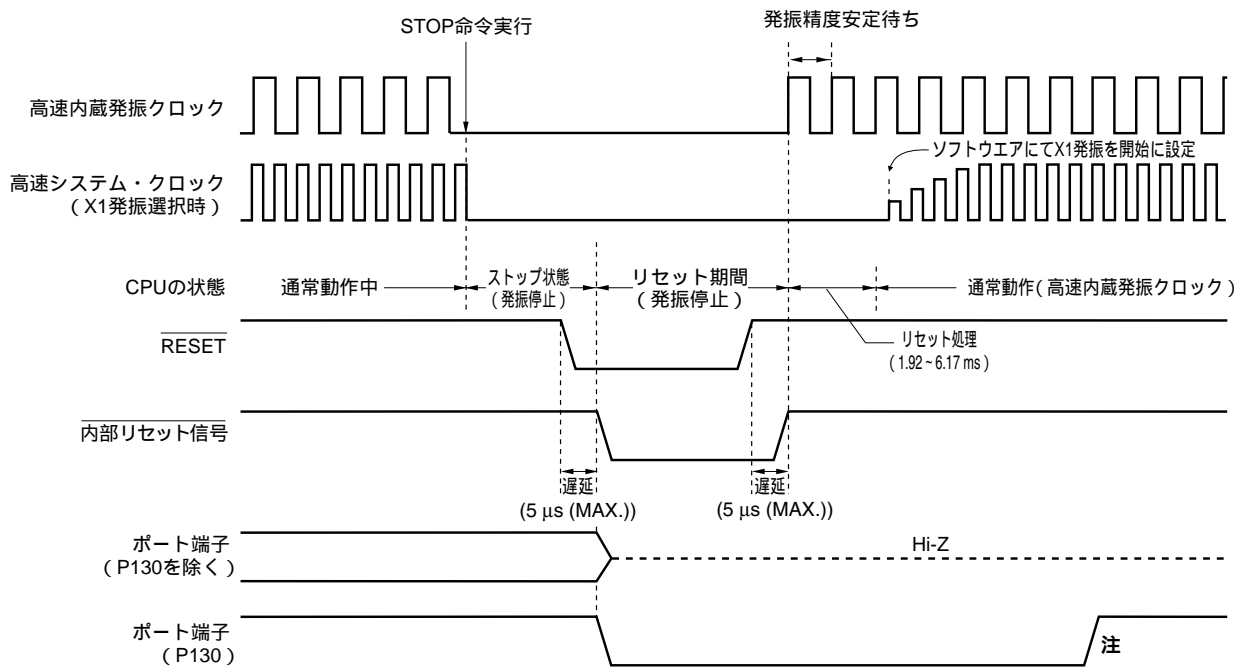 STOP命令実行
発振精度安定待ち
高速内蔵発振クロック
ソフトウエアにてX1発振を開始に設定
高速システム・クロック
(X1発振選択時)
CPUの状態
通常動作中
ストップ状態
(発振停止)
リセット期間
(発振停止)
通常動作(高速内蔵発振クロック)
RESET
リセット処理
(1.92~6.17 ms)
内部リセット信号
遅延
(5 μs (MAX.))
遅延
(5 μs (MAX.))
ポート端子
(P130を除く)
Hi-Z
ポート端子
(P130)
注